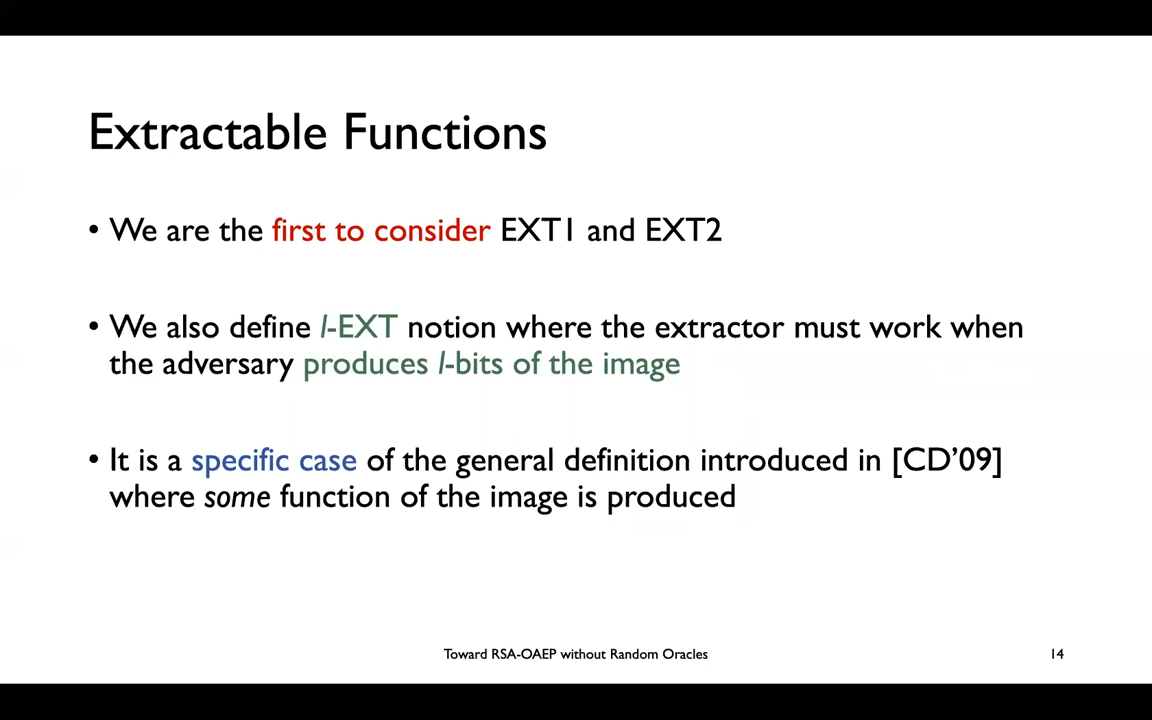 Extractable Functions
• We are the first to consider EXT1 and EXT2
• We also define l-EXT notion where the extractor must work when
the adversary produces l-bits of the image
• It is a specific case of the general definition introduced in [CD’09]
where some function of the image is produced
Toward RSA-OAEP without Random Oracles
14